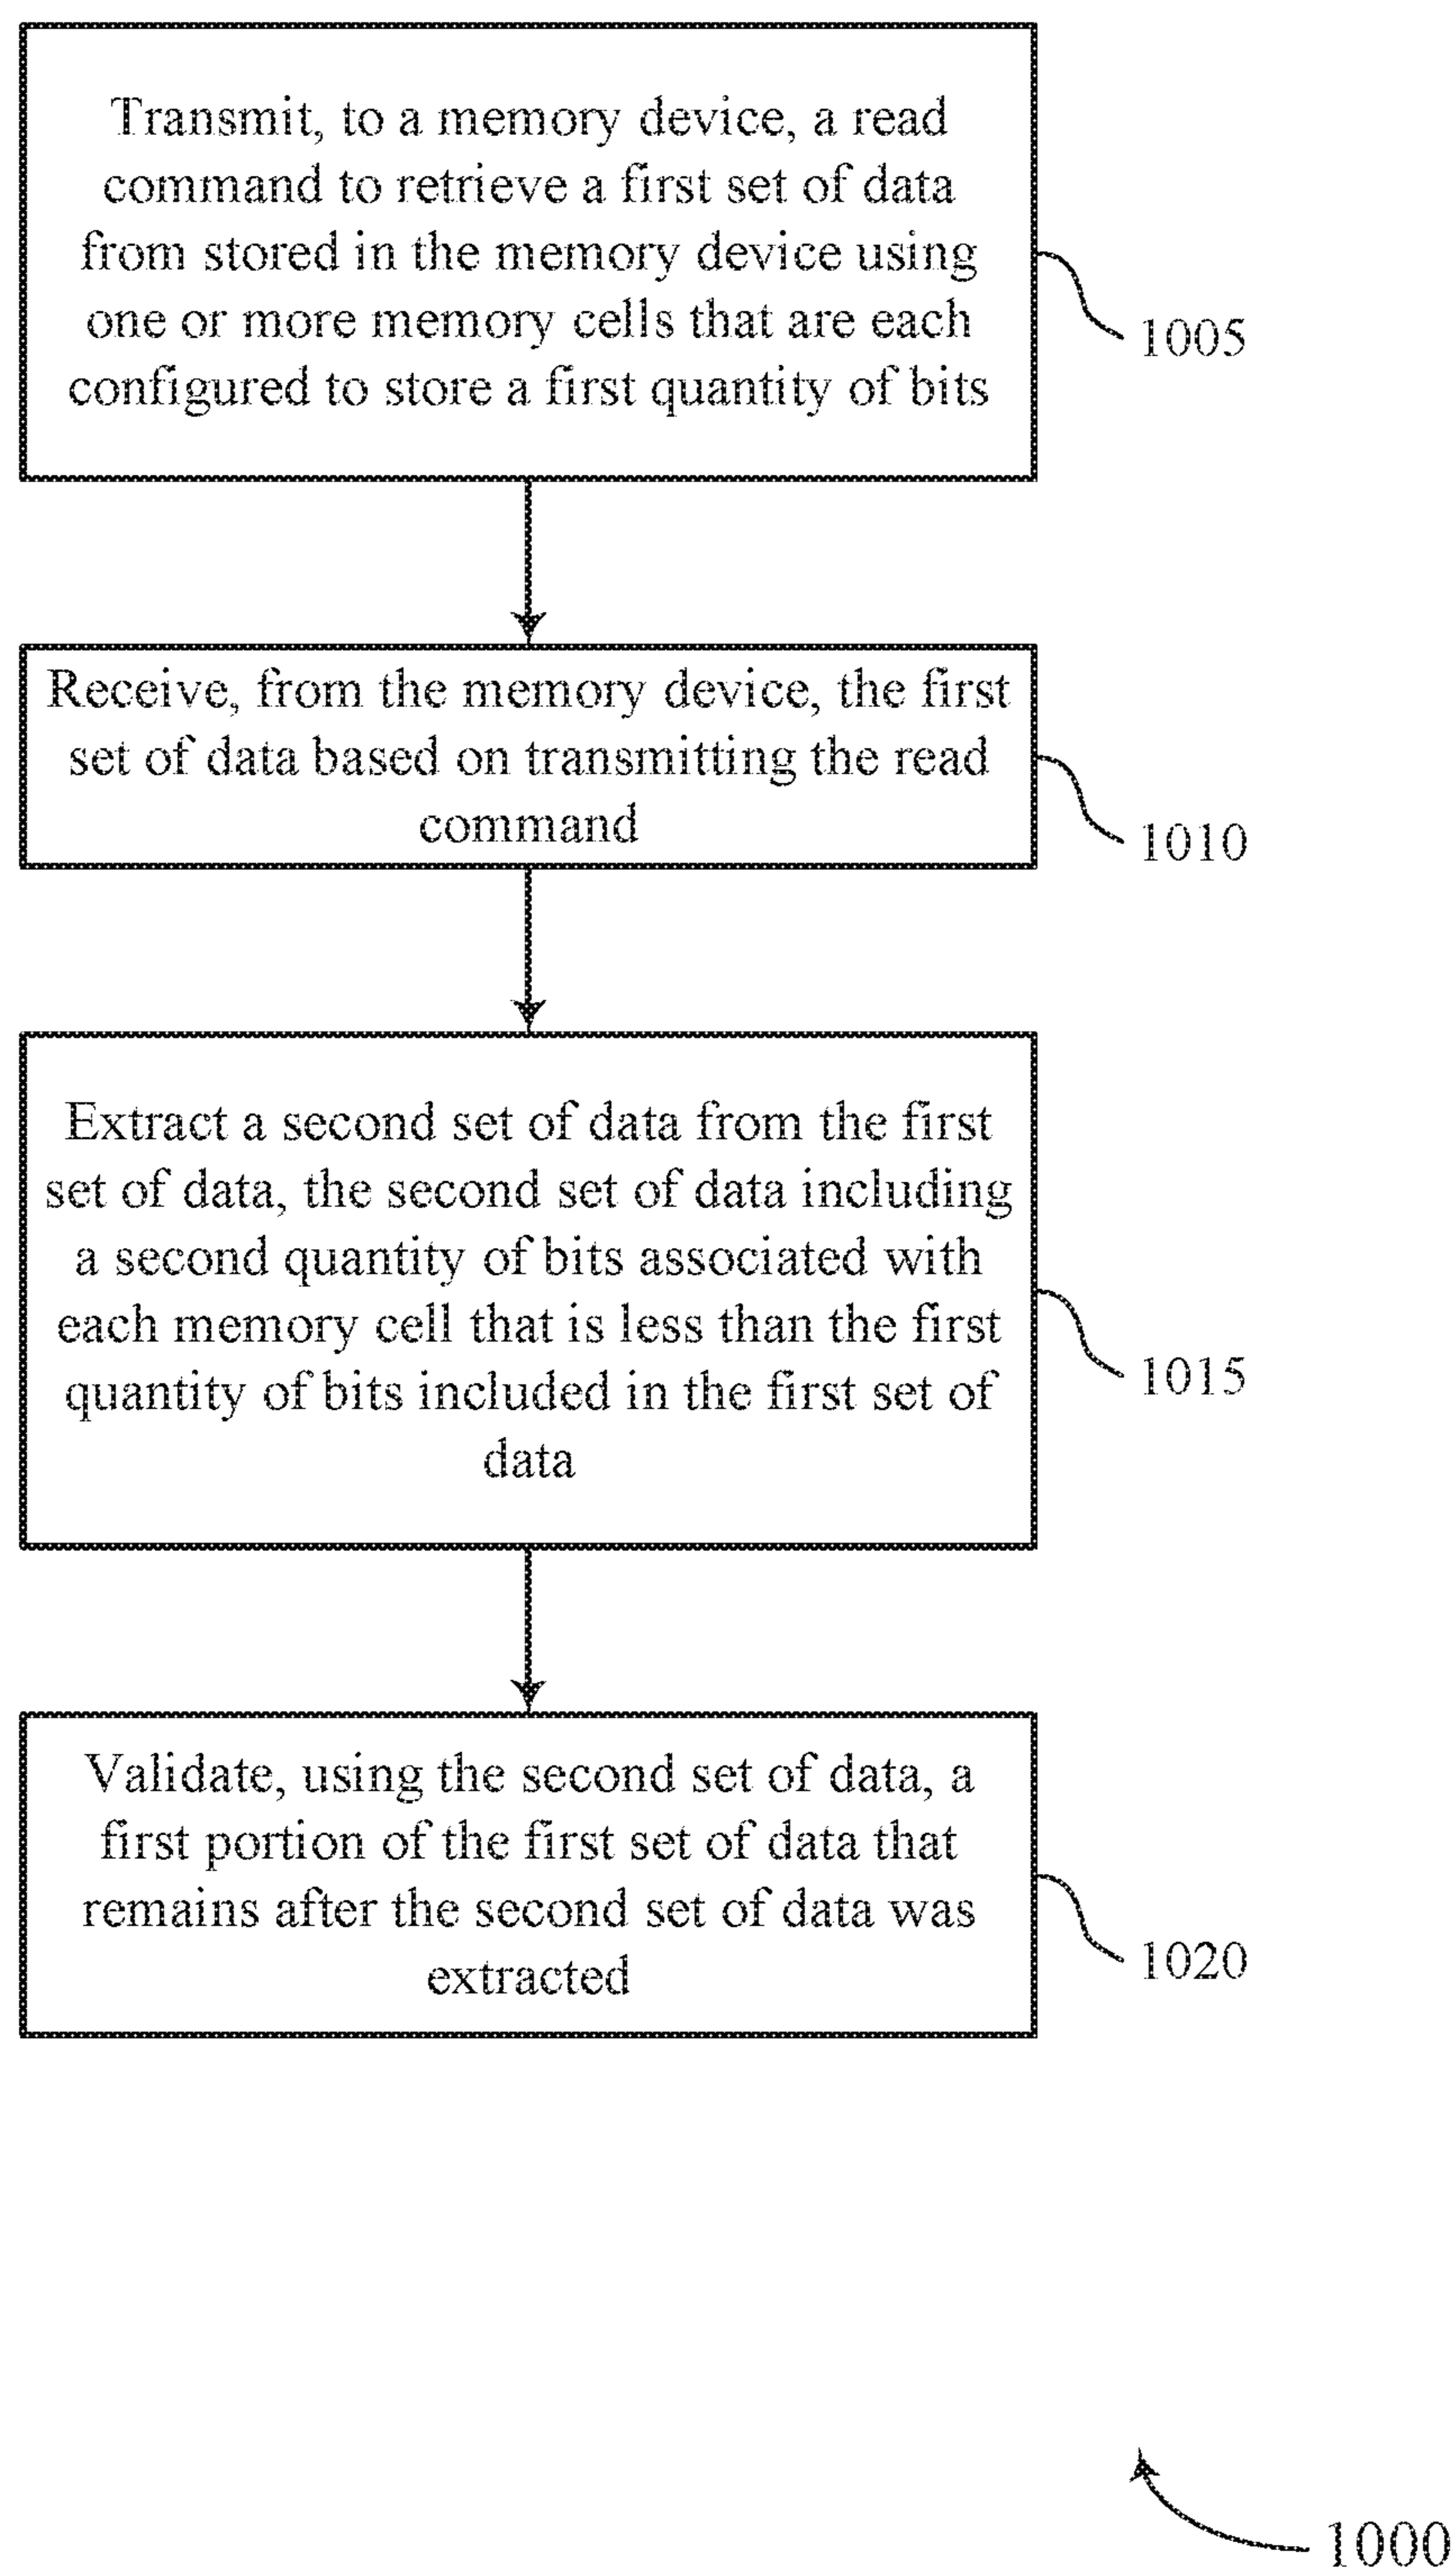 Transmit, to a memory device, a read
command to retrieve a first set of data
from stored in the memory device using
one or more memory cells that are each
configured to store a first quantity of bits
1005
Receive, from the memory device, the first
set of data based on transmitting the read
command
1010
Extract a second set of data from the first
set of data, the second set of data including
a second quantity of bits associated with
each memory cell that is less than the first
quantity of bits included in the first set of
data
1015
Validate, using the second set of data, a
first portion of the first set of data that
remains after the second set of data was
extracted
1020
1000